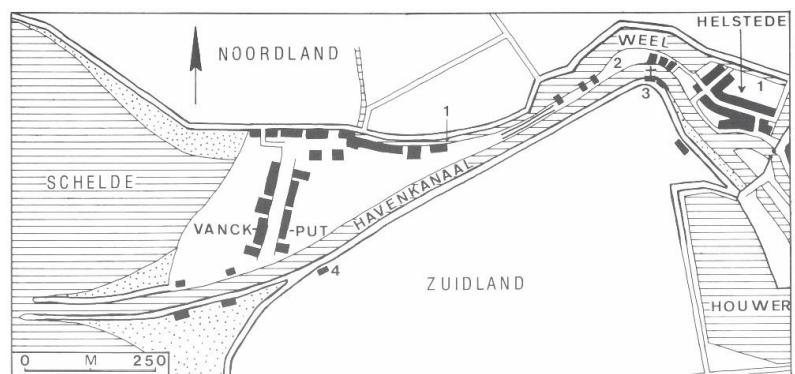 HELSTEDE
NOORDLAND
WEEL
1
2
1
3
SCHELDE
HAVENKANAAL
VANCK-PUT
4
ZUIDLAND
HOUWER
0 M 250